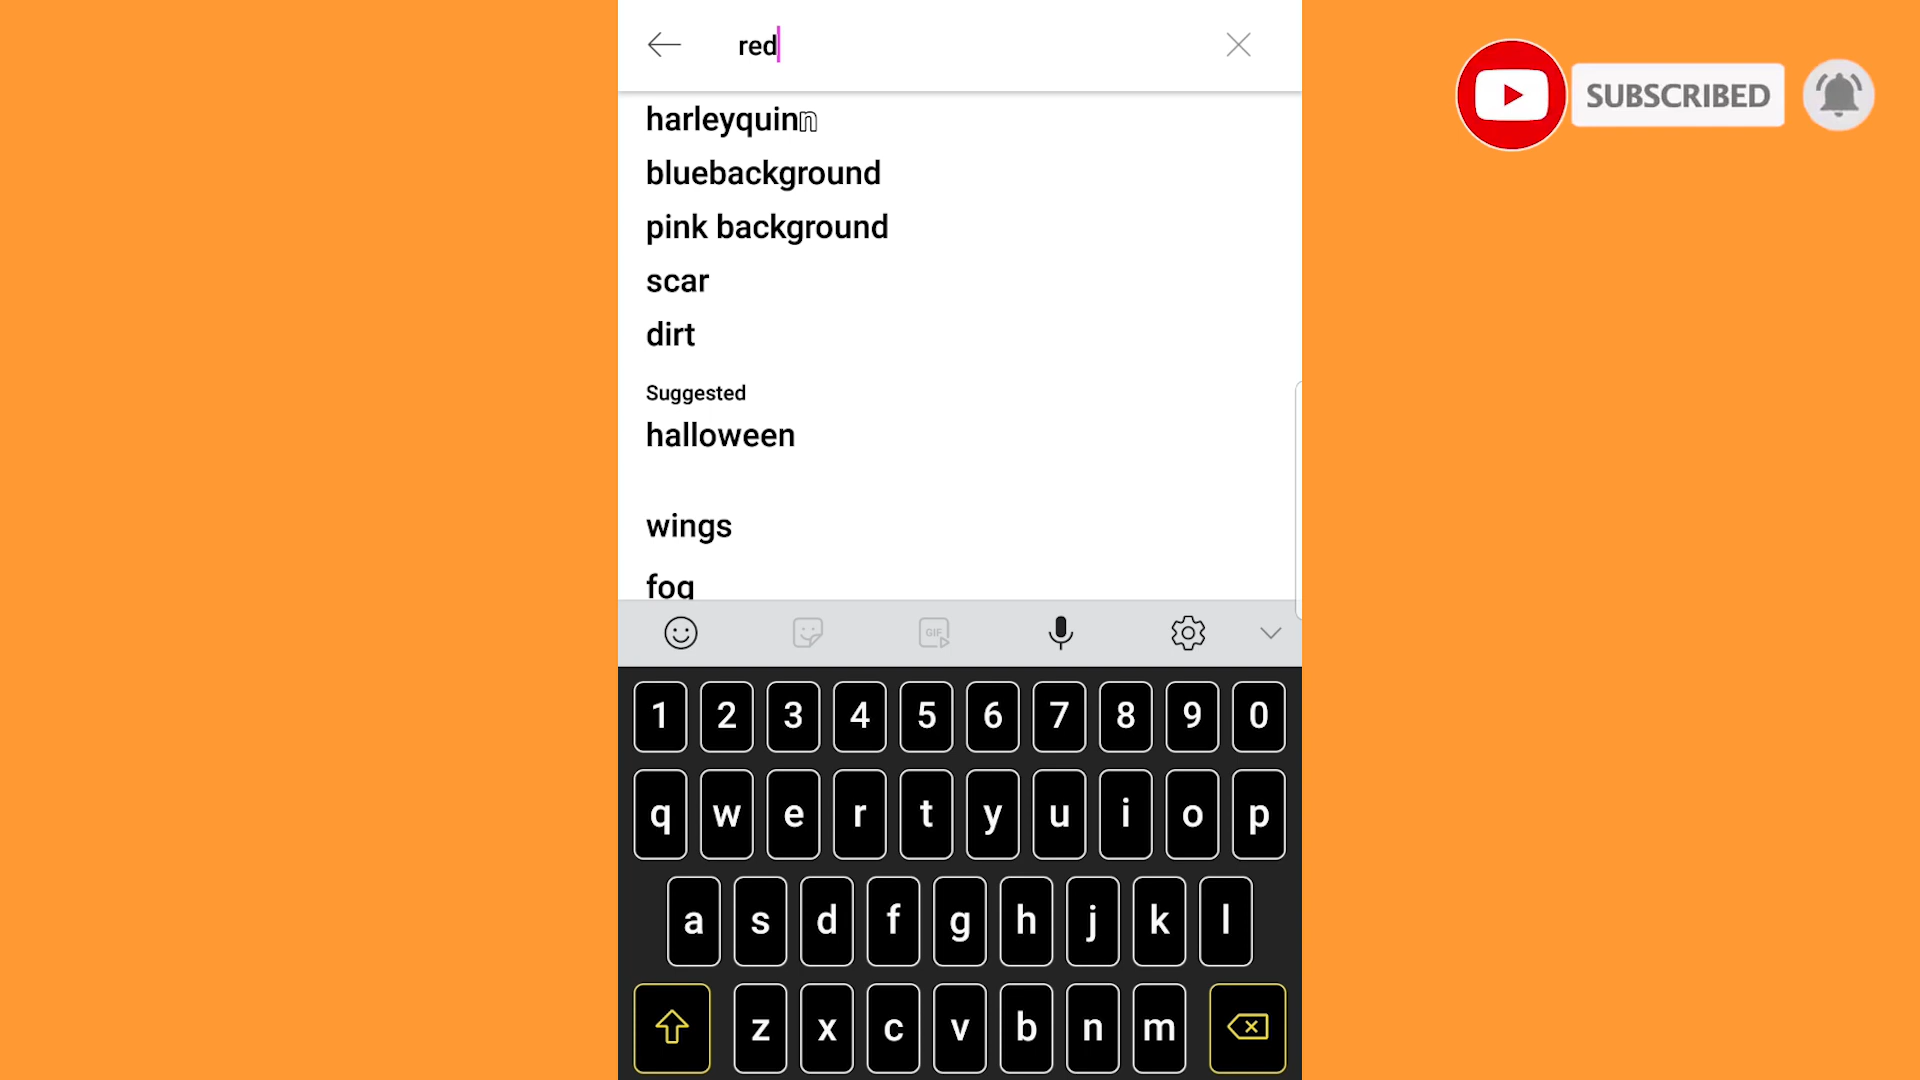 red
SUBSCRIBED
harleyquinn
bluebackground
pink background
scar
dirt
Suggested
halloween
wings
fog
GIF
1 2 3 4 5 6 7 8 9 0
q w e r t y u i o p
a s d f g h j k l
z x c v b n m